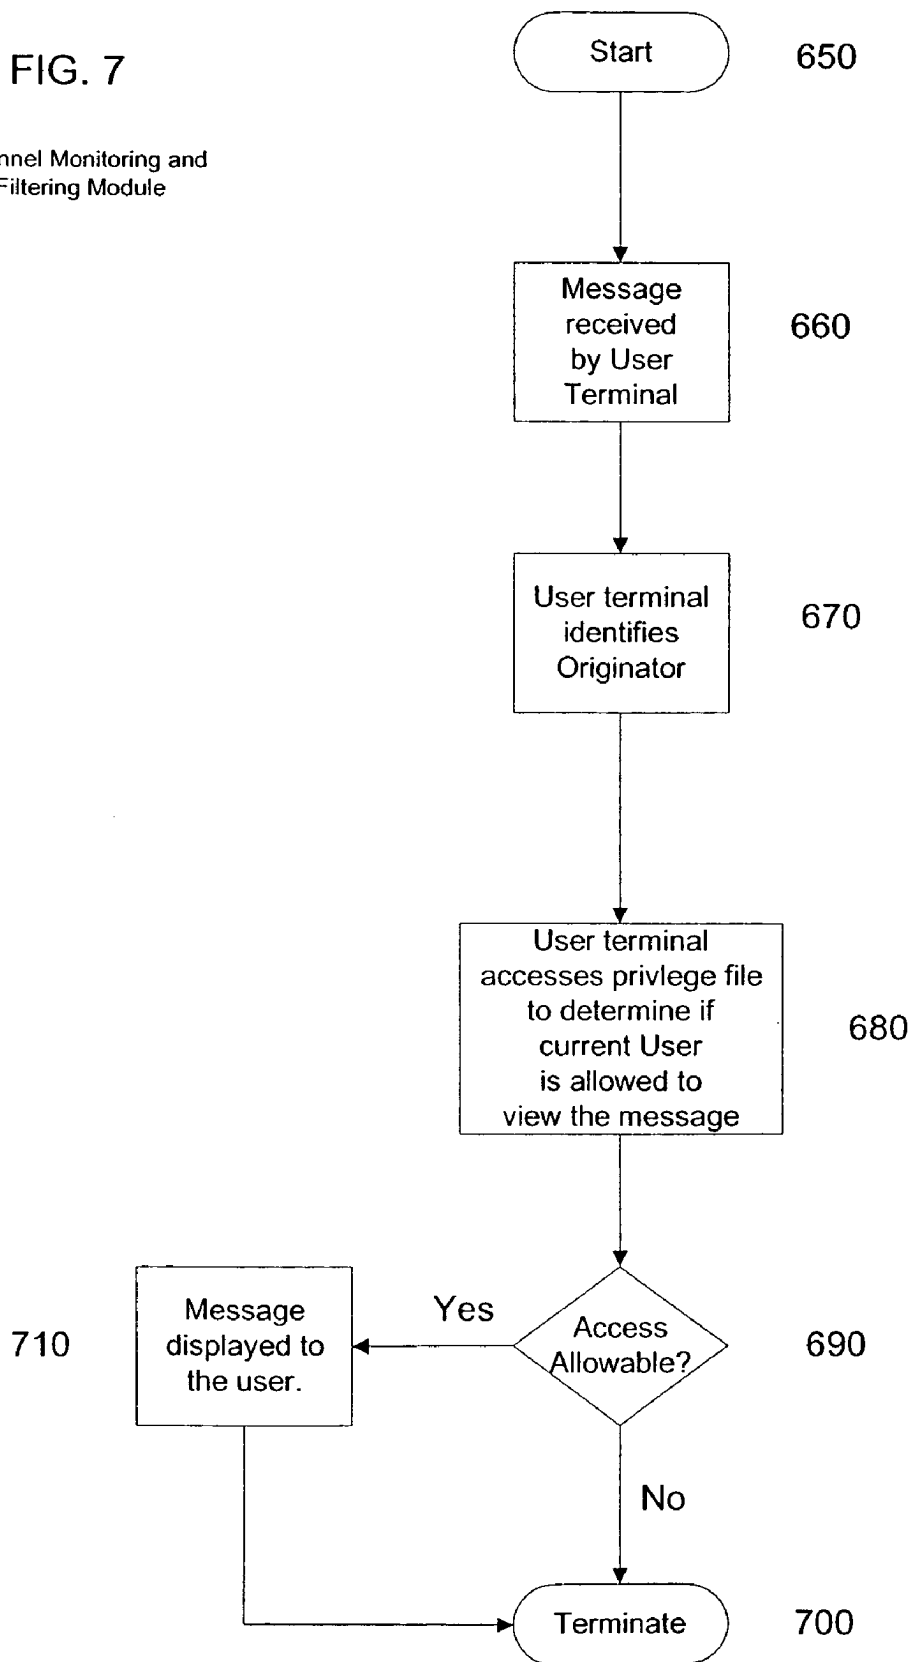 FIG. 7
Start
650
nnel Monitoring and
Filtering Module
Message
received
by User
Terminal
660
User terminal
identifies
Originator
670
User terminal
accesses privlege file
to determine if
current User
is allowed to
view the message
680
710
Message
displayed to
the user.
Yes
Access
Allowable?
690
No
Terminate
700